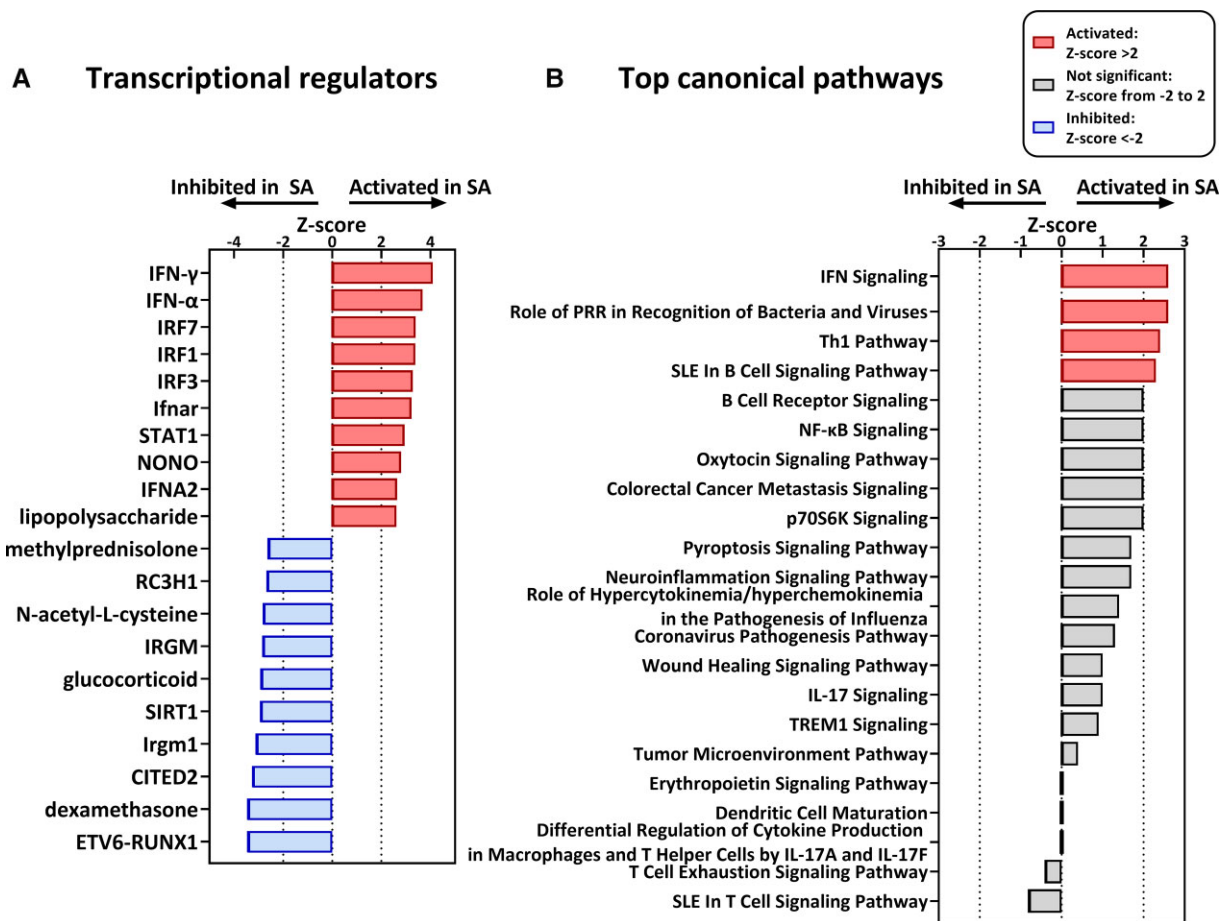 Activated:
Z-score >2
Not significant:
Z-score from -2 to 2
Inhibited:
Z-score <-2
A Transcriptional regulators
Inhibited in SA Activated in SA
Z-score
-4 -2 0 2 4
IFN-γ
IFN-α
IRF7
IRF1
IRF3
Ifnar
STAT1
NONO
IFNA2
lipopolysaccharide
methylprednisolone
RC3H1
N-acetyl-L-cysteine
IRGM
glucocorticoid
SIRT1
Irgm1
CITED2
dexamethasone
ETV6-RUNX1
B Top canonical pathways
Inhibited in SA Activated in SA
Z-score
-3 -2 -1 0 1 2 3
IFN Signaling
Role of PRR in Recognition of Bacteria and Viruses
Th1 Pathway
SLE In B Cell Signaling Pathway
B Cell Receptor Signaling
NF-κB Signaling
Oxytocin Signaling Pathway
Colorectal Cancer Metastasis Signaling
p70S6K Signaling
Pyroptosis Signaling Pathway
Neuroinflammation Signaling Pathway
Role of Hypercytokinemia/hyperchemokinemia
in the Pathogenesis of Influenza
Coronavirus Pathogenesis Pathway
Wound Healing Signaling Pathway
IL-17 Signaling
TREM1 Signaling
Tumor Microenvironment Pathway
Erythropoietin Signaling Pathway
Dendritic Cell Maturation
Differential Regulation of Cytokine Production
in Macrophages and T Helper Cells by IL-17A and IL-17F
T Cell Exhaustion Signaling Pathway
SLE In T Cell Signaling Pathway